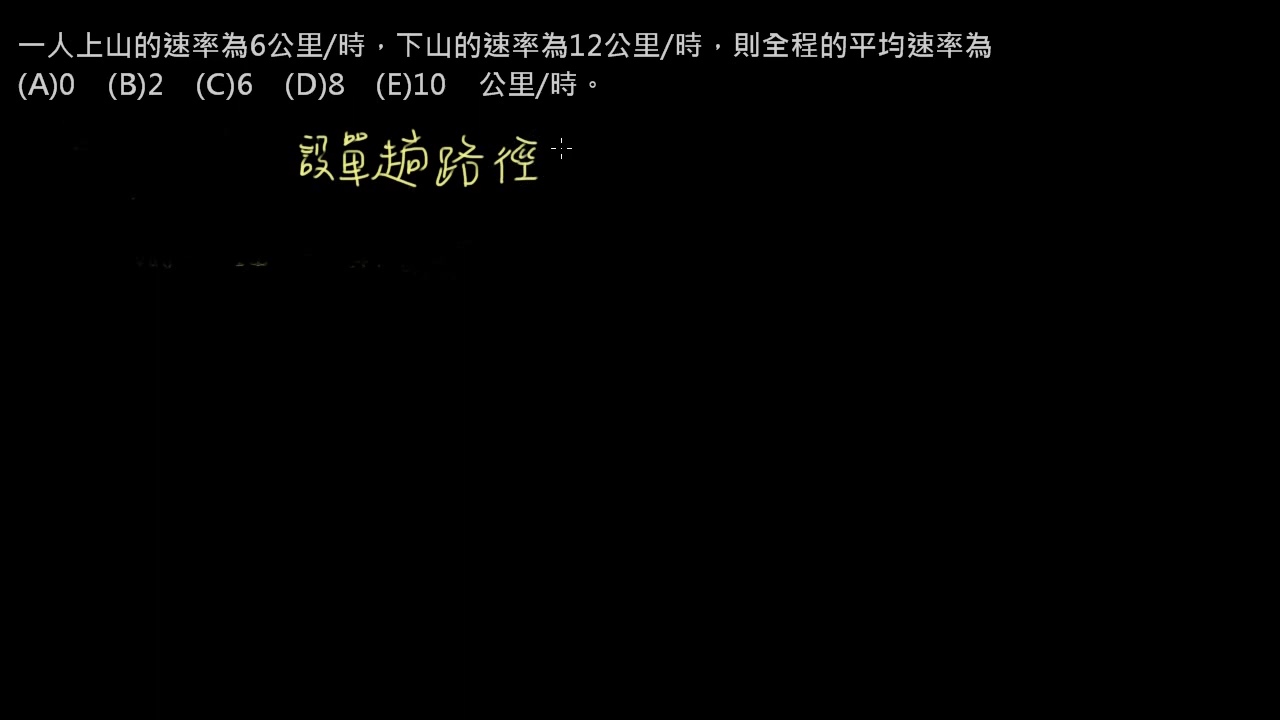 一人上山的速率為6公里/時，下山的速率為12公里/時，則全程的平均速率為
(A)0 (B)2 (C)6 (D)8 (E)10 公里/時。
設單趟路徑